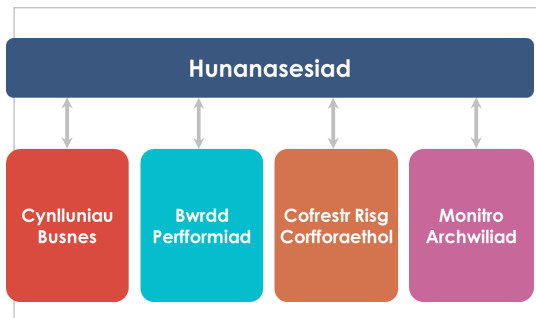 Hunanasesiad
Cynlluniau
Busnes
Bwrdd
Perfformiad
Cofrestr Risg
Corfforaethol
Monitro
Archwiliad